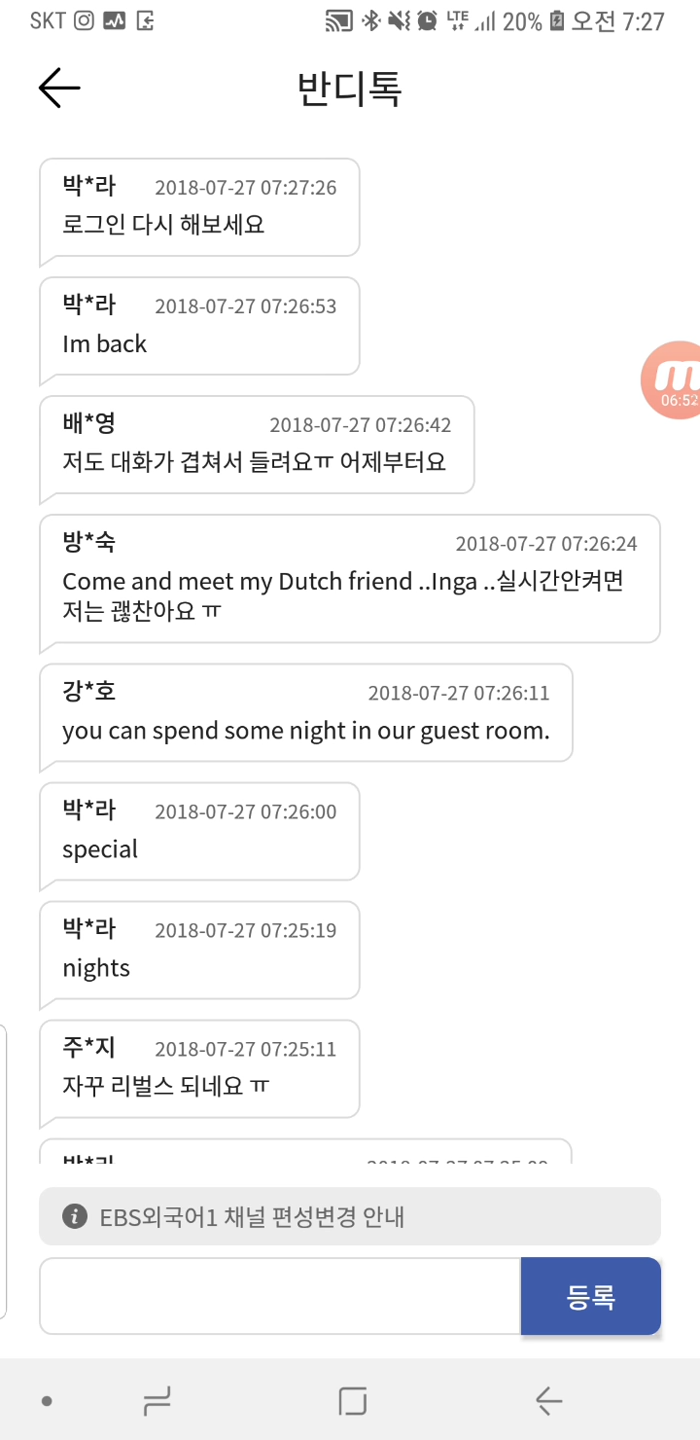 SKT LTE 20% 오전 7:27
반디톡
박*라 2018-07-27 07:27:26
로그인 다시 해보세요
박*라 2018-07-27 07:26:53
Im back
06:52
배*영 2018-07-27 07:26:42
저도 대화가 겹쳐서 들려요ㅠ 어제부터요
방*숙 2018-07-27 07:26:24
Come and meet my Dutch friend ..Inga ..실시간안켜면
저는 괞찬아요 ㅠ
강*호 2018-07-27 07:26:11
you can spend some night in our guest room.
박*라 2018-07-27 07:26:00
special
박*라 2018-07-27 07:25:19
nights
주*지 2018-07-27 07:25:11
자꾸 리벌스 되네요 ㅠ
EBS외국어1 채널 편성변경 안내
등록